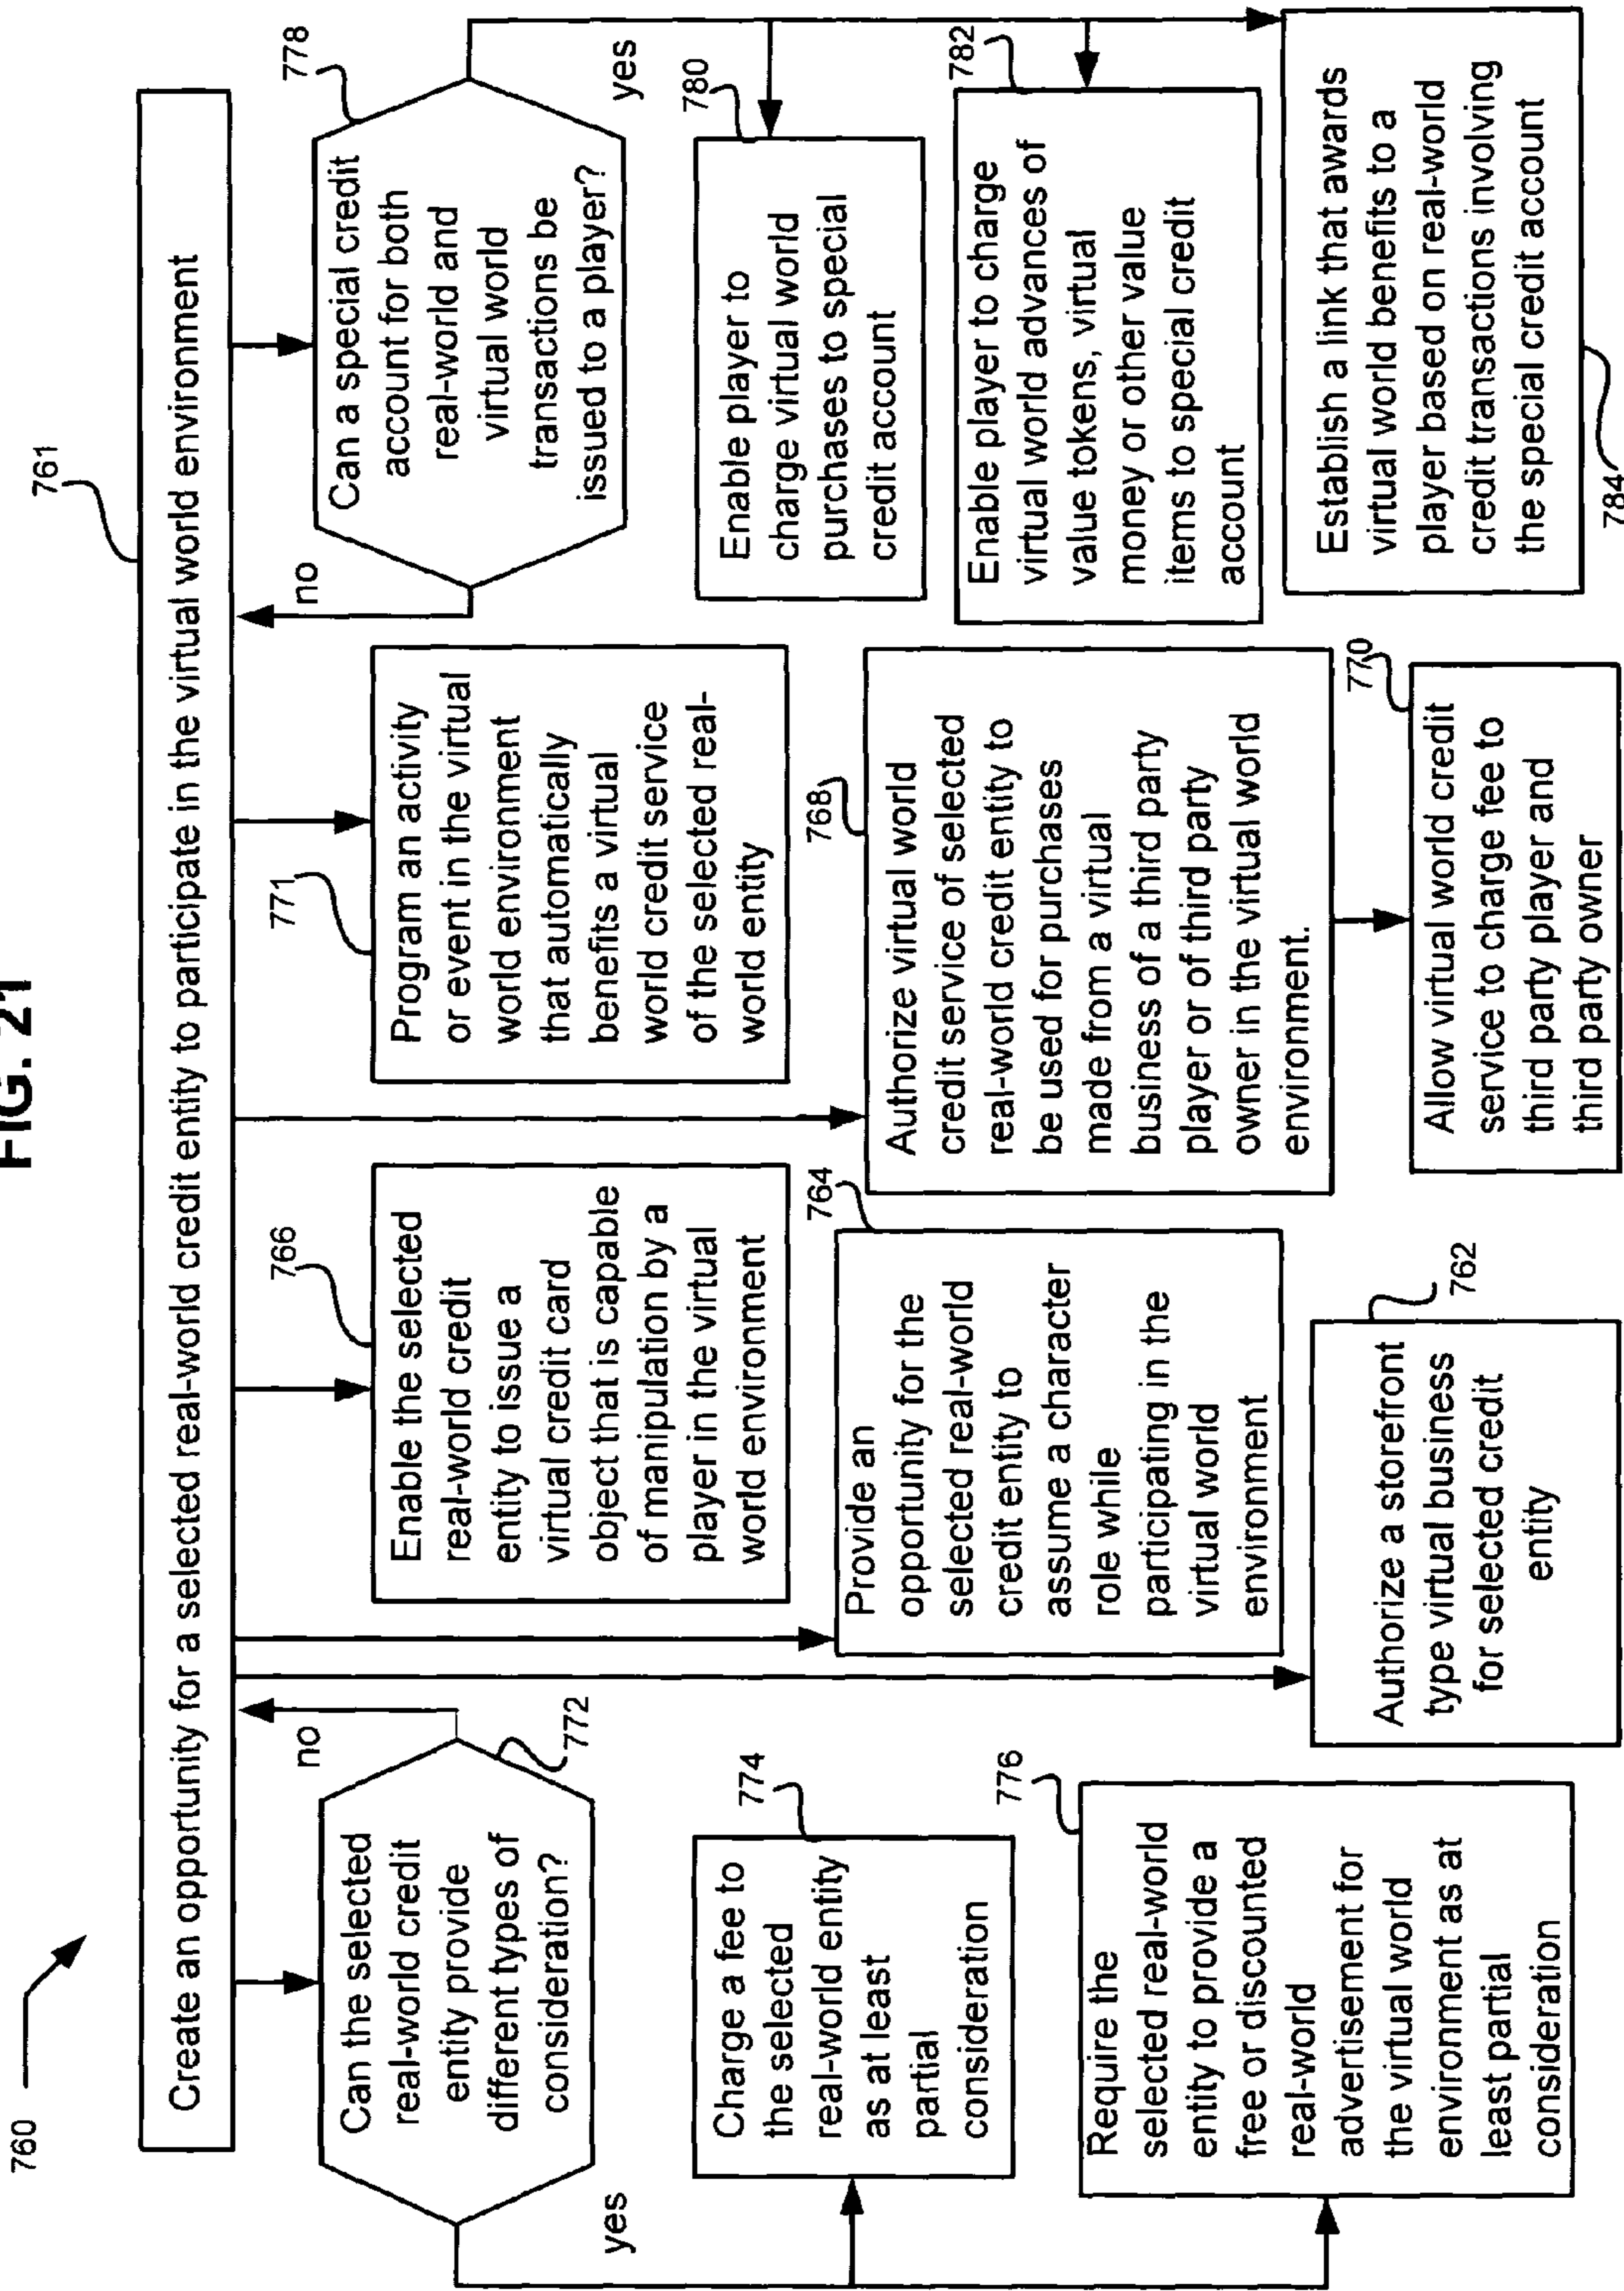 FIG. 21
760
761
Create an opportunity for a selected real-world credit entity to participate in the virtual world environment
Can the selected
real-world credit
entity provide
different types of
consideration?
772
no
yes
774
Charge a fee to
the selected
real-world entity
as at least
partial
consideration
776
Require the
selected real-world
entity to provide a
free or discounted
real-world
advertisement for
the virtual world
environment as at
least partial
consideration
766
Enable the selected
real-world credit
entity to issue a
virtual credit card
object that is capable
of manipulation by a
player in the virtual
world environment
764
Provide an
opportunity for the
selected real-world
credit entity to
assume a character
role while
participating in the
virtual world
environment
762
Authorize a storefront
type virtual business
for selected credit
entity
771
Program an activity
or event in the virtual
world environment
that automatically
benefits a virtual
world credit service
of the selected real-
world entity
768
Authorize virtual world
credit service of selected
real-world credit entity to
be used for purchases
made from a virtual
business of a third party
player or of third party
owner in the virtual world
environment.
770
Allow virtual world credit
service to charge fee to
third party player and
third party owner
778
Can a special credit
account for both
real-world and
virtual world
transactions be
issued to a player?
no
yes
780
Enable player to
charge virtual world
purchases to special
credit account
782
Enable player to charge
virtual world advances of
value tokens, virtual
money or other value
items to special credit
account
Establish a link that awards
virtual world benefits to a
player based on real-world
credit transactions involving
the special credit account
784